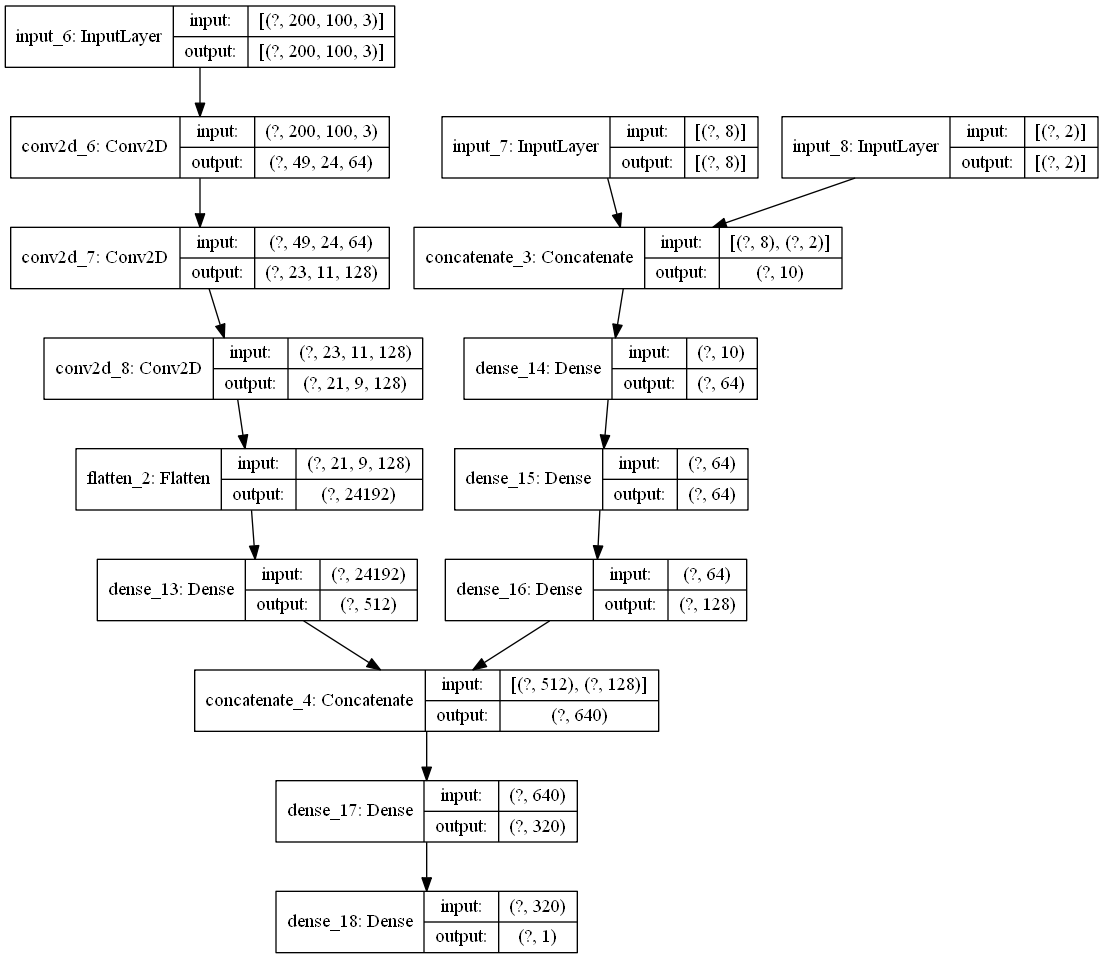 input_6: InputLayer
input: [(?, 200, 100, 3)]
output: [(?, 200, 100, 3)]
conv2d_6: Conv2D
input: (?, 200, 100, 3)
output: (?, 49, 24, 64)
input_7: InputLayer
input: [(?, 8)]
output: [(?, 8)]
input_8: InputLayer
input: [(?, 2)]
output: [(?, 2)]
conv2d_7: Conv2D
input: (?, 49, 24, 64)
output: (?, 23, 11, 128)
concatenate_3: Concatenate
input: [(?, 8), (?, 2)]
output: (?, 10)
conv2d_8: Conv2D
input: (?, 23, 11, 128)
output: (?, 21, 9, 128)
dense_14: Dense
input: (?, 10)
output: (?, 64)
flatten_2: Flatten
input: (?, 21, 9, 128)
output: (?, 24192)
dense_15: Dense
input: (?, 64)
output: (?, 64)
dense_13: Dense
input: (?, 24192)
output: (?, 512)
dense_16: Dense
input: (?, 64)
output: (?, 128)
concatenate_4: Concatenate
input: [(?, 512), (?, 128)]
output: (?, 640)
dense_17: Dense
input: (?, 640)
output: (?, 320)
dense_18: Dense
input: (?, 320)
output: (?, 1)